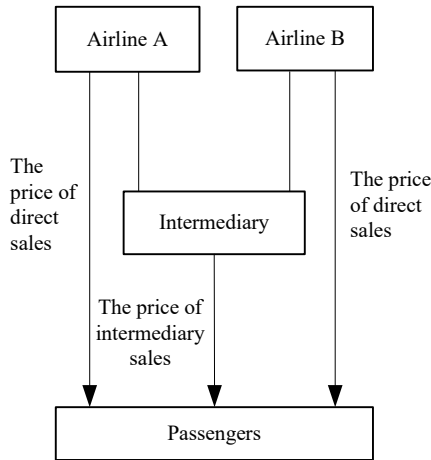 Airline A
Airline B
The
price of
direct
sales
The price
of direct
sales
Intermediary
The price of
intermediary
sales
Passengers